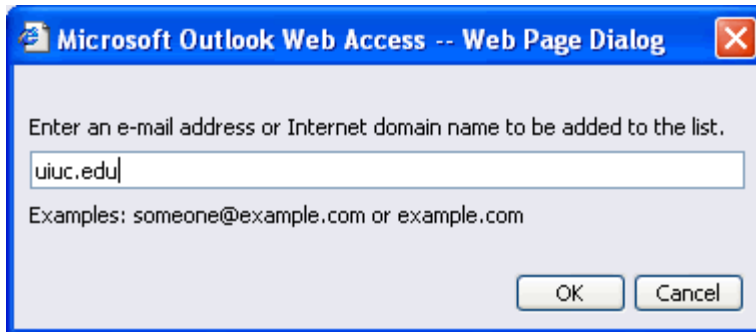 Microsoft Outlook Web Access -- Web Page Dialog
Enter an e-mail address or Internet domain name to be added to the list.
uiuc.edu
Examples: someone@example.com or example.com
OK Cancel